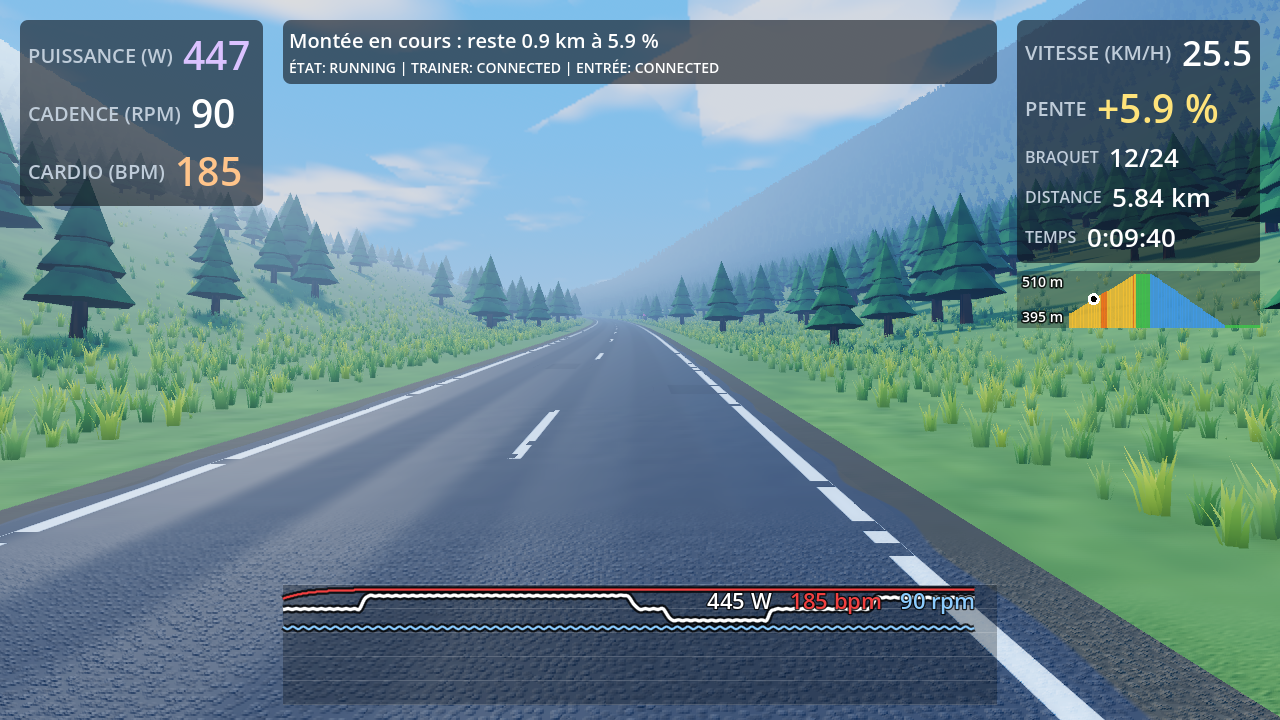 PUISSANCE (W) 447
CADENCE (RPM) 90
CARDIO (BPM) 185
Montée en cours : reste 0.9 km à 5.9 %
ÉTAT: RUNNING | TRAINER: CONNECTED | ENTRÉE: CONNECTED
VITESSE (KM/H) 25.5
PENTE +5.9 %
BRAQUET 12/24
DISTANCE 5.84 km
TEMPS 0:09:40
510 m
395 m
445 W 185 bpm 90 rpm